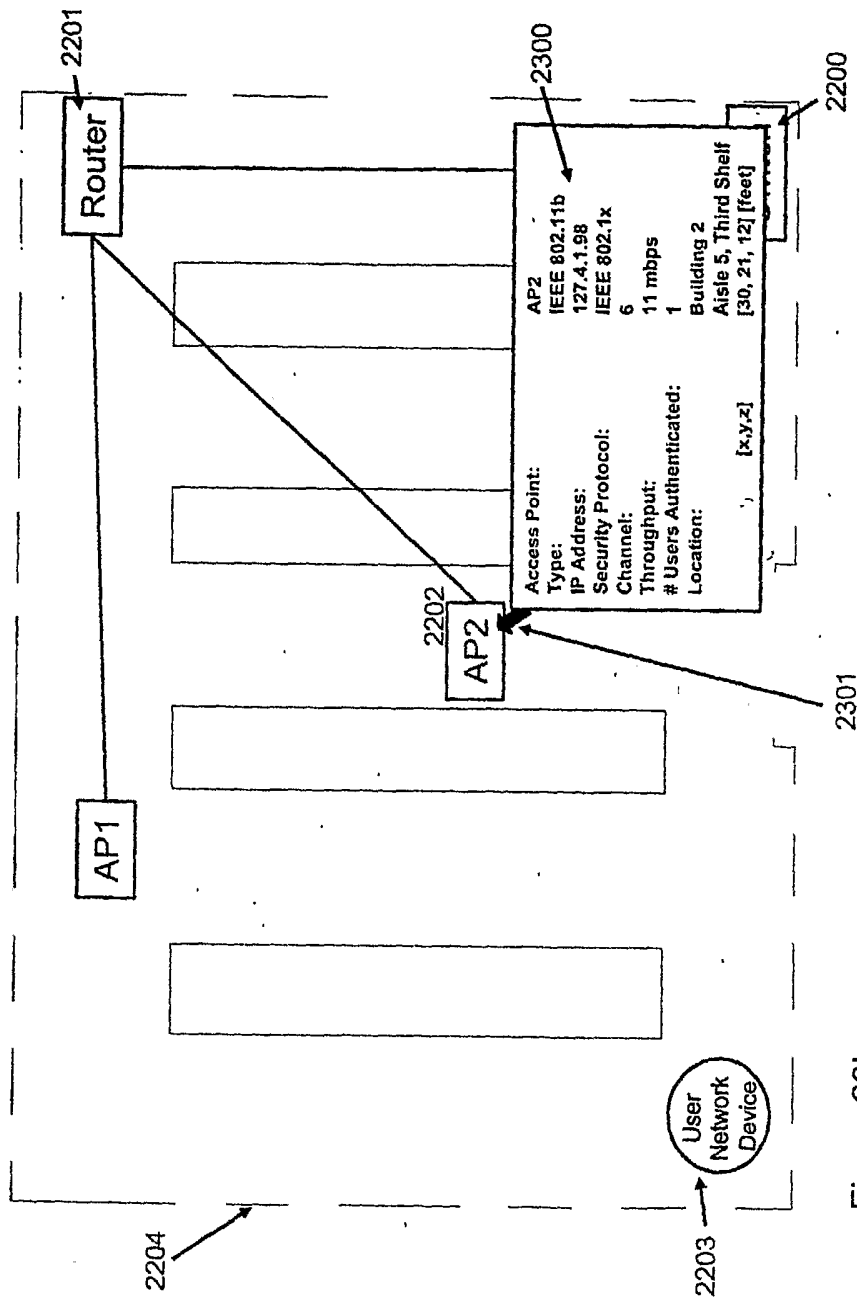 2201
Router
2300
AP1
2202
AP2
Access Point: AP2
Type: IEEE 802.11b
IP Address: 127.4.1.98
Security Protocol: IEEE 802.1x
Channel: 6
Throughput: 11 mbps
# Users Authenticated: 1
Location: Building 2
Aisle 5, Third Shelf
[x,y,z] [30, 21, 12] [feet]
2200
2301
2204
User
Network
Device
2203